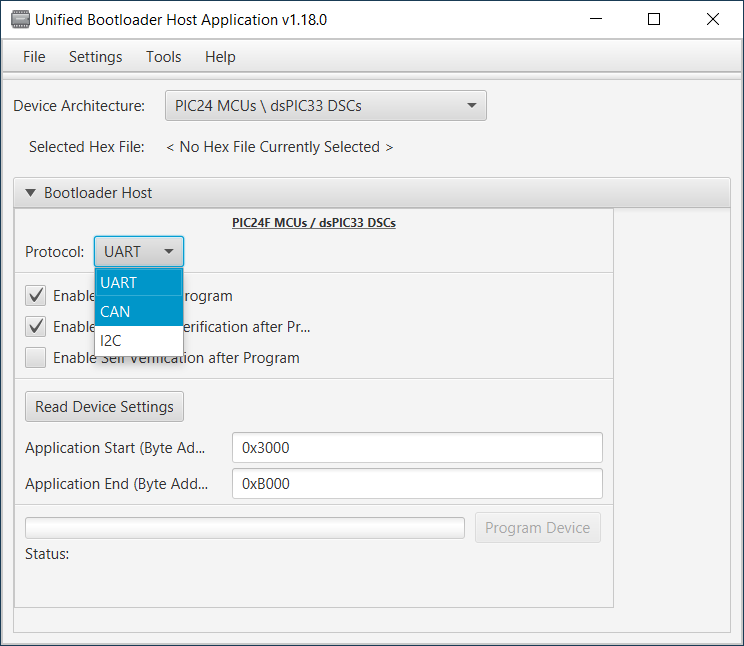 Unified Bootloader Host Application v1.18.0
File Settings Tools Help
Device Architecture: PIC24 MCUs \ dsPIC33 DSCs
Selected Hex File: < No Hex File Currently Selected >
Bootloader Host
PIC24F MCUs / dsPIC33 DSCs
Protocol: UART
UART
CAN
I2C
Enable rogram
Enable erification after Pr...
Enable Self Verification after Program
Read Device Settings
Application Start (Byte Ad... 0x3000
Application End (Byte Add... 0xB000
Program Device
Status: